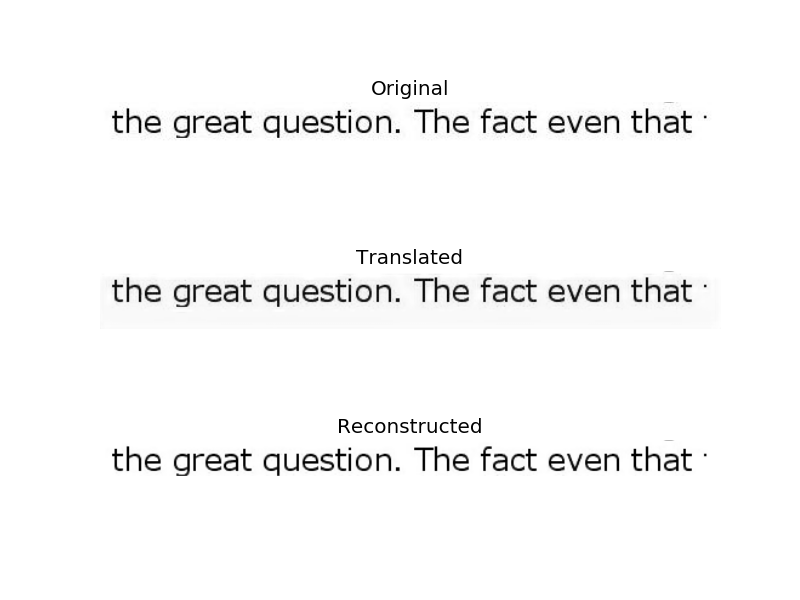 Original
the great question. The fact even that
Translated
the great question. The fact even that
Reconstructed
the great question. The fact even that